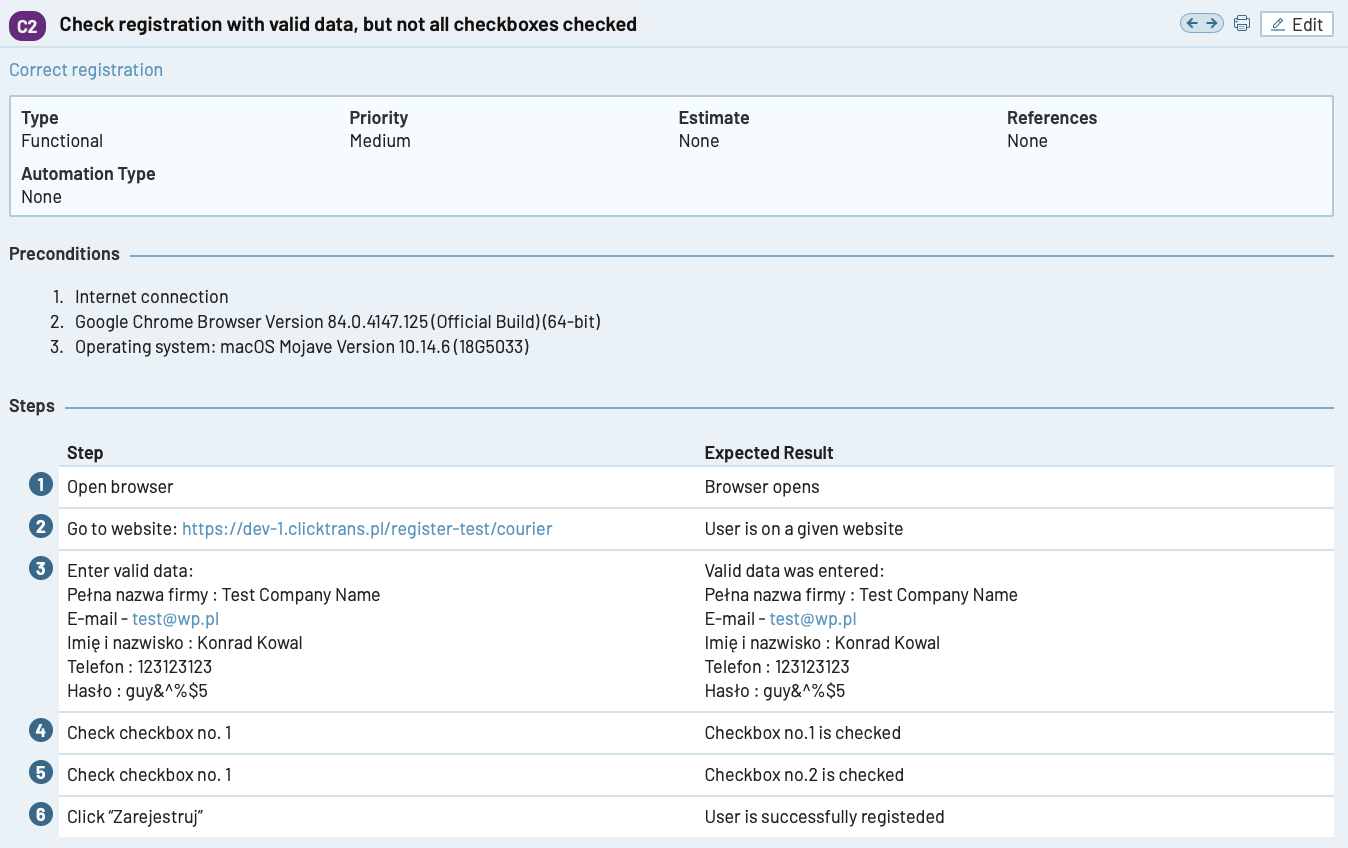 C2 Check registration with valid data, but not all checkboxes checked Edit
Correct registration
Type Priority Estimate References
Functional Medium None None
Automation Type
None
Preconditions
1. Internet connection
2. Google Chrome Browser Version 84.0.4147.125 (Official Build) (64-bit)
3. Operating system: macOS Mojave Version 10.14.6 (18G5033)
Steps
Step Expected Result
1 Open browser Browser opens
2 Go to website: https://dev-1.clicktrans.pl/register-test/courier User is on a given website
3 Enter valid data: Valid data was entered:
Pełna nazwa firmy : Test Company Name Pełna nazwa firmy : Test Company Name
E-mail - test@wp.pl E-mail - test@wp.pl
Imię i nazwisko : Konrad Kowal Imię i nazwisko : Konrad Kowal
Telefon : 123123123 Telefon : 123123123
Hasło : guy&^%$5 Hasło : guy&^%$5
4 Check checkbox no. 1 Checkbox no.1 is checked
5 Check checkbox no. 1 Checkbox no.2 is checked
6 Click “Zarejestruj” User is successfully registeded